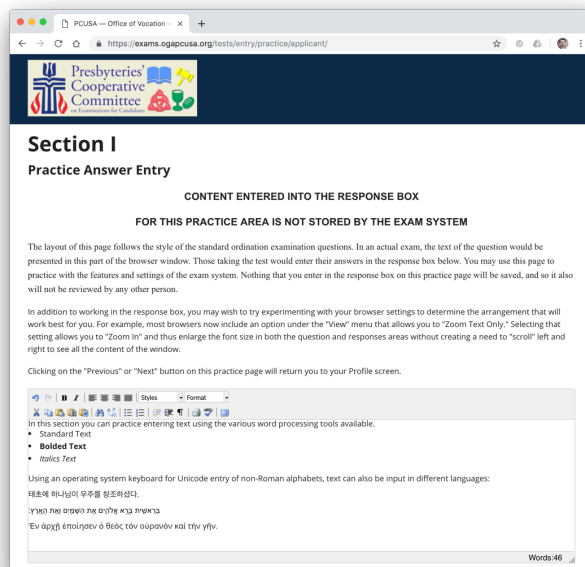 PCUSA — Office of Vocation –
https://exams.ogapcusa.org/tests/entry/practice/applicant/
Presbyteries'
Cooperative
Committee
on Examinations for Candidates
Section I
Practice Answer Entry
CONTENT ENTERED INTO THE RESPONSE BOX
FOR THIS PRACTICE AREA IS NOT STORED BY THE EXAM SYSTEM
The layout of this page follows the style of the standard ordination examination questions. In an actual exam, the text of the question would be
presented in this part of the browser window. Those taking the test would enter their answers in the response box below. You may use this page to
practice with the features and settings of the exam system. Nothing that you enter in the response box on this practice page will be saved, and so it also
will not be reviewed by any other person.
In addition to working in the response box, you may wish to try experimenting with your browser settings to determine the arrangement that will
work best for you. For example, most browsers now include an option under the "View" menu that allows you to "Zoom Text Only." Selecting that
setting allows you to "Zoom In" and thus enlarge the font size in both the question and responses areas without creating a need to "scroll" left and
right to see all the content of the window.
Clicking on the "Previous" or "Next" button on this practice page will return you to your Profile screen.
B I Styles Format
In this section you can practice entering text using the various word processing tools available.
Standard Text
Bolded Text
Italics Text
Using an operating system keyboard for Unicode entry of non-Roman alphabets, text can also be input in different languages:
태초에 하나님이 우주를 창조하셨다.
בְּרֵאשִׁית בָּרָא אֱלֹהִים אֵת הַשָּׁמַיִם וְאֵת הָאָרֶץ׃
Ἐν ἀρχῇ ἐποίησεν ὁ θεὸς τὸν οὐρανὸν καὶ τὴν γῆν.
Words:46